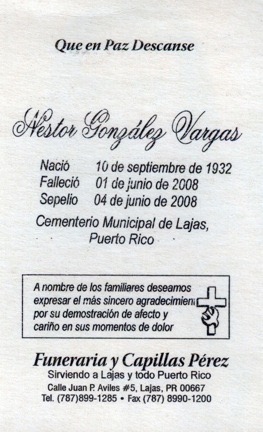 Que en Paz Descanse
Néstor González Vargas
Nació 10 de septiembre de 1932
Falleció 01 de junio de 2008
Sepelio 04 de junio de 2008
Cementerio Municipal de Lajas,
Puerto Rico
A nombre de los familiares deseamos
expresar el más sincero agradecimien
por su demostración de afecto y
cariño en sus momentos de dolor
Funeraria y Capillas Pérez
Sirviendo a Lajas y todo Puerto Rico
Calle Juan P. Aviles #5, Lajas, PR 00667
Tel. (787)899-1285 • Fax (787) 8990-1200